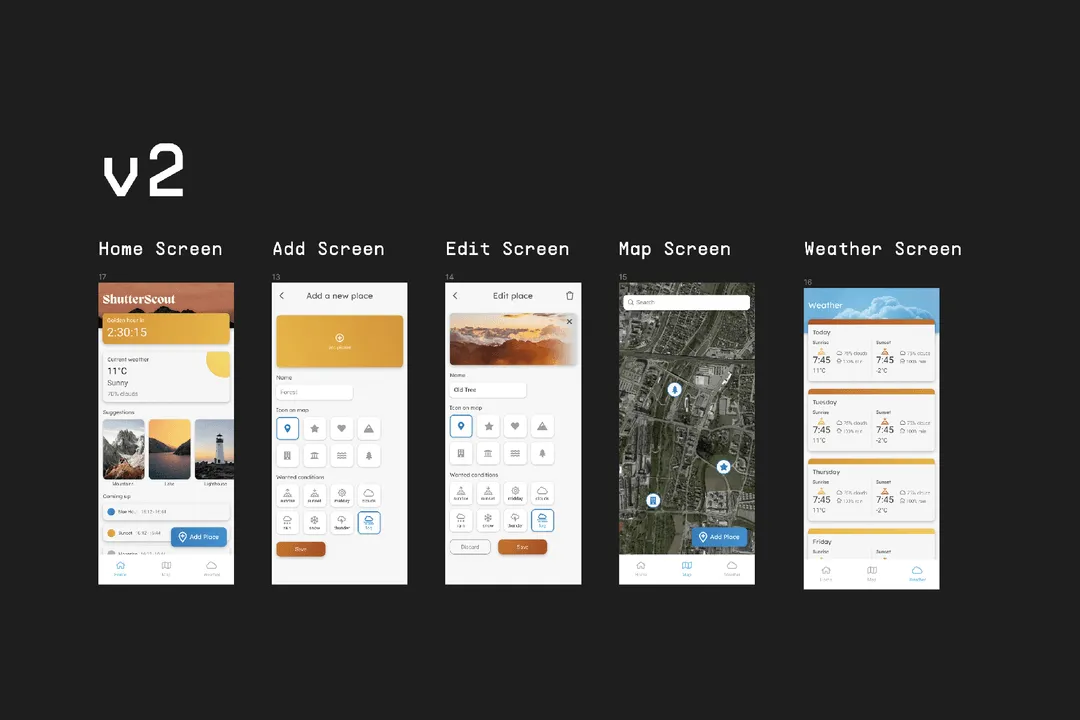 v2
Home Screen
Add Screen
Edit Screen
Map Screen
Weather Screen
17
ShutterScout
Golden hour in
2:30:15
Current weather
11°C
Sunny
70% clouds
Suggestions
Mountains
Lake
Lighthouse
Coming up
Sunset
Add Place
Home
Map
Weather
13
Add a new place
Name
Forest
Icon on map
Wanted conditions
sunrise
sunset
midday
clouds
rain
snow
thunder
fog
Save
14
Edit place
Name
Old Tree
Icon on map
Wanted conditions
sunrise
sunset
midday
clouds
rain
snow
thunder
fog
Discard
Save
15
Search
Add Place
Home
Map
Weather
16
Weather
Today
Sunrise
Sunset
7:45
7:45
11°C
-2°C
Tuesday
Sunrise
Sunset
7:45
7:45
11°C
-2°C
Thursday
Sunrise
Sunset
7:45
7:45
11°C
-2°C
Friday
Sunrise
Sunset
Home
Map
Weather